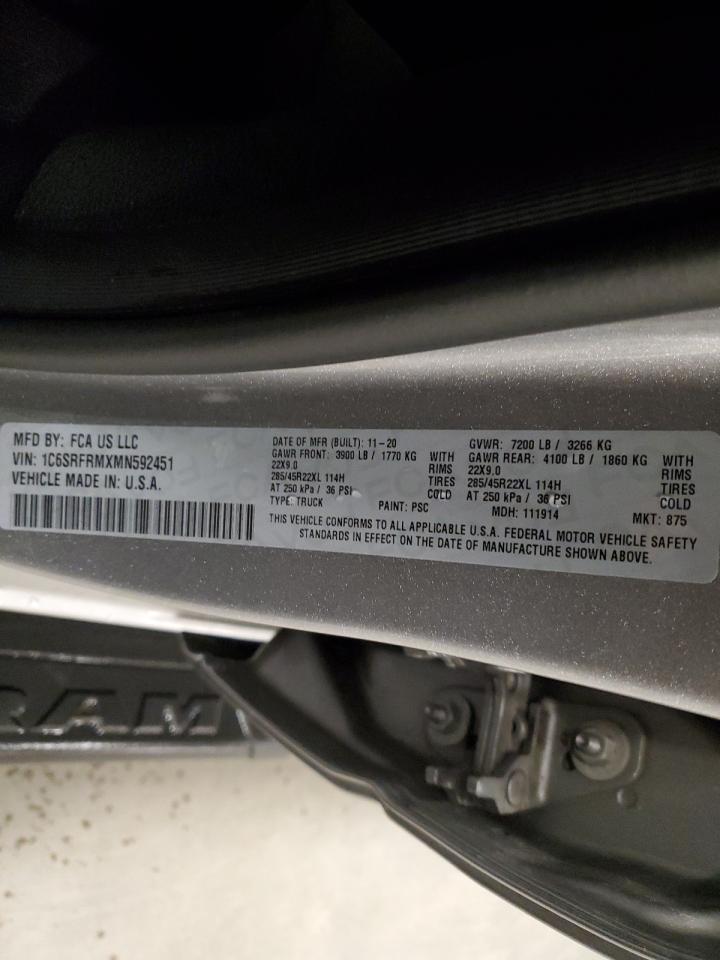 MFD BY: FCA US LLC
VIN: 1C6SRFRMXMN592451
VEHICLE MADE IN: U.S.A.
DATE OF MFR (BUILT): 11-20
GAWR FRONT: 3900 LB / 1770 KG WITH
22X9.0 RIMS
285/45R22XL 114H TIRES
AT 250 kPa / 36 PSI COLD
TYPE: TRUCK PAINT: PSC
GVWR: 7200 LB / 3266 KG
GAWR REAR: 4100 LB / 1860 KG WITH
22X9.0 RIMS
285/45R22XL 114H TIRES
AT 250 kPa / 36 PSI COLD
MDH: 111914 MKT: 875
THIS VEHICLE CONFORMS TO ALL APPLICABLE U.S.A. FEDERAL MOTOR VEHICLE SAFETY
STANDARDS IN EFFECT ON THE DATE OF MANUFACTURE SHOWN ABOVE.
RAM